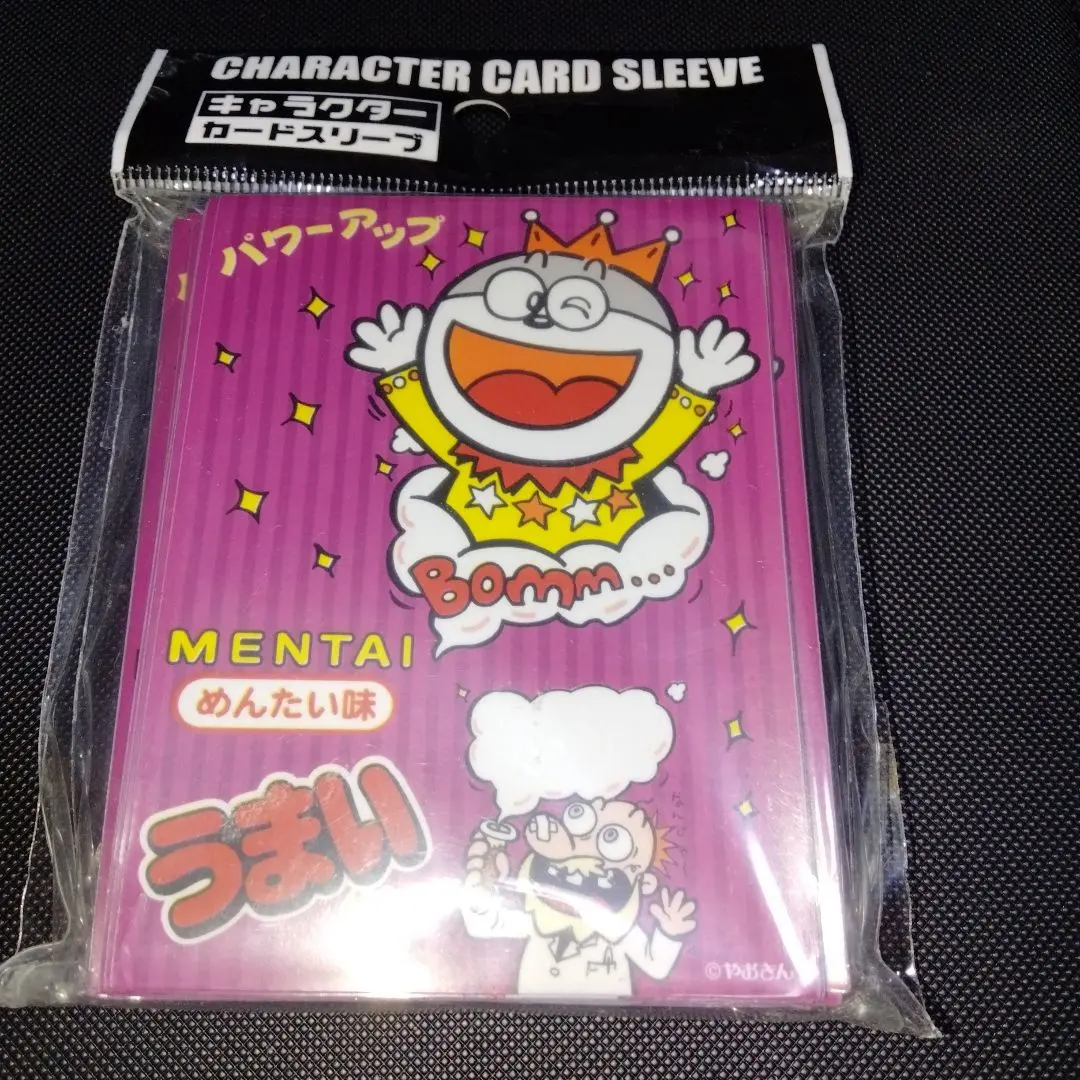 CHARACTER CARD SLEEVE
キャラクター
カードスリーブ
パワーアップ
BOMM...
MENTAI
めんたい味
うまい
©やおきん